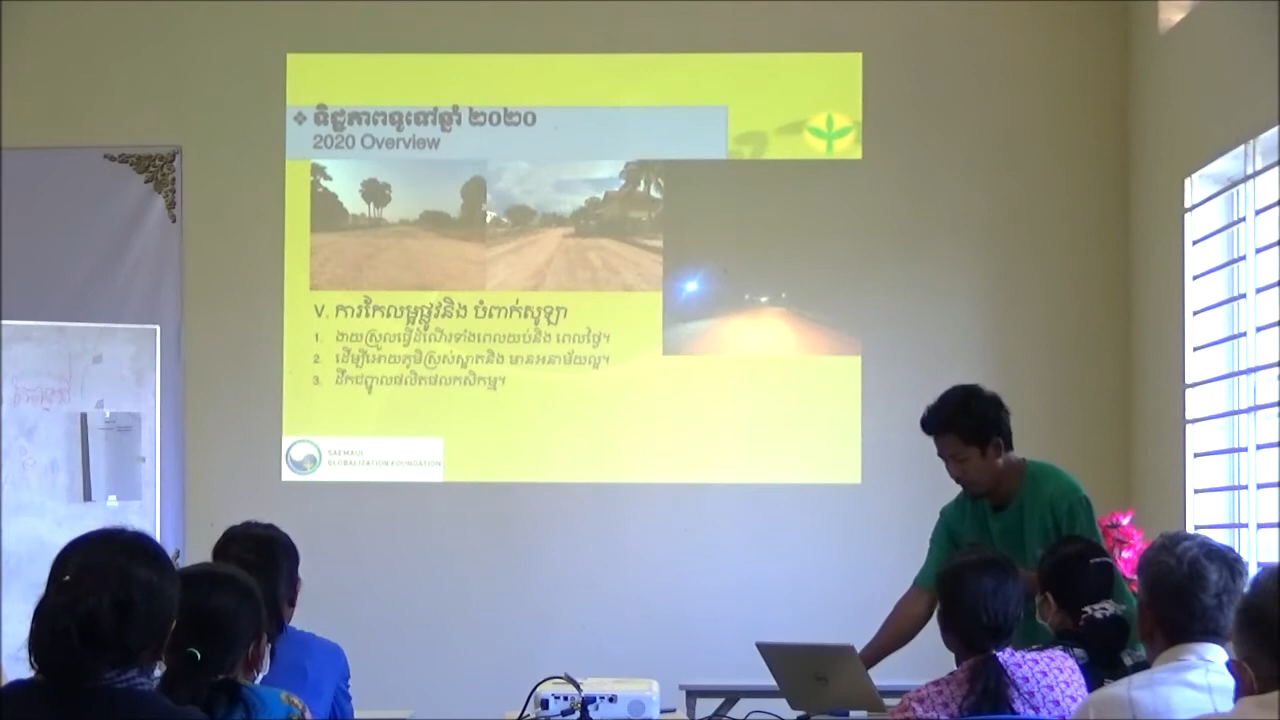 ❖ ទិដ្ឋភាពទូទៅឆ្នាំ ២០២០
2020 Overview
V. ការកែលម្អផ្លូវនិង បំពាក់សូឡា
1. ងាយស្រួលធ្វើដំណើរទាំងពេលយប់និង ពេលថ្ងៃ។
2. ដើម្បីអោយភូមិស្រស់ស្អាតនិង មានអនាម័យល្អ។
3. ដឹកជញ្ជូលផលិតផលកសិកម្ម។
SAEMAUL
GLOBALIZATION FOUNDATION